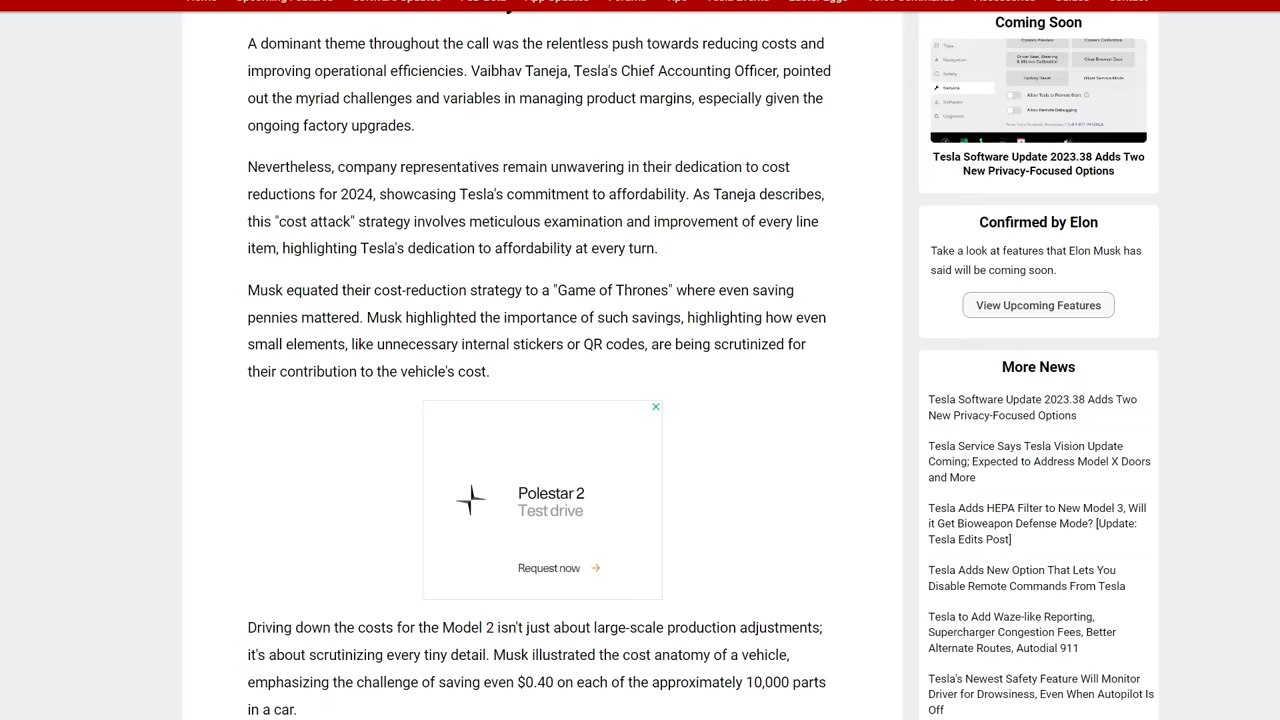 A dominant theme throughout the call was the relentless push towards reducing costs and
improving operational efficiencies. Vaibhav Taneja, Tesla's Chief Accounting Officer, pointed
out the myriad challenges and variables in managing product margins, especially given the
ongoing factory upgrades.
Nevertheless, company representatives remain unwavering in their dedication to cost
reductions for 2024, showcasing Tesla's commitment to affordability. As Taneja describes,
this "cost attack" strategy involves meticulous examination and improvement of every line
item, highlighting Tesla's dedication to affordability at every turn.
Musk equated their cost-reduction strategy to a "Game of Thrones" where even saving
pennies mattered. Musk highlighted the importance of such savings, highlighting how even
small elements, like unnecessary internal stickers or QR codes, are being scrutinized for
their contribution to the vehicle's cost.
Polestar 2
Test drive
Request now
Driving down the costs for the Model 2 isn't just about large-scale production adjustments;
it's about scrutinizing every tiny detail. Musk illustrated the cost anatomy of a vehicle,
emphasizing the challenge of saving even $0.40 on each of the approximately 10,000 parts
in a car.
Coming Soon
Navigation
Safety
Service
Software
Upgrades
Factory Reset
Allow Remote Debugging
Tesla Software Update 2023.38 Adds Two
New Privacy-Focused Options
Confirmed by Elon
Take a look at features that Elon Musk has
said will be coming soon.
View Upcoming Features
More News
Tesla Software Update 2023.38 Adds Two
New Privacy-Focused Options
Tesla Service Says Tesla Vision Update
Coming; Expected to Address Model X Doors
and More
Tesla Adds HEPA Filter to New Model 3, Will
it Get Bioweapon Defense Mode? [Update:
Tesla Edits Post]
Tesla Adds New Option That Lets You
Disable Remote Commands From Tesla
Tesla to Add Waze-like Reporting,
Supercharger Congestion Fees, Better
Alternate Routes, Autodial 911
Tesla's Newest Safety Feature Will Monitor
Driver for Drowsiness, Even When Autopilot Is
Off